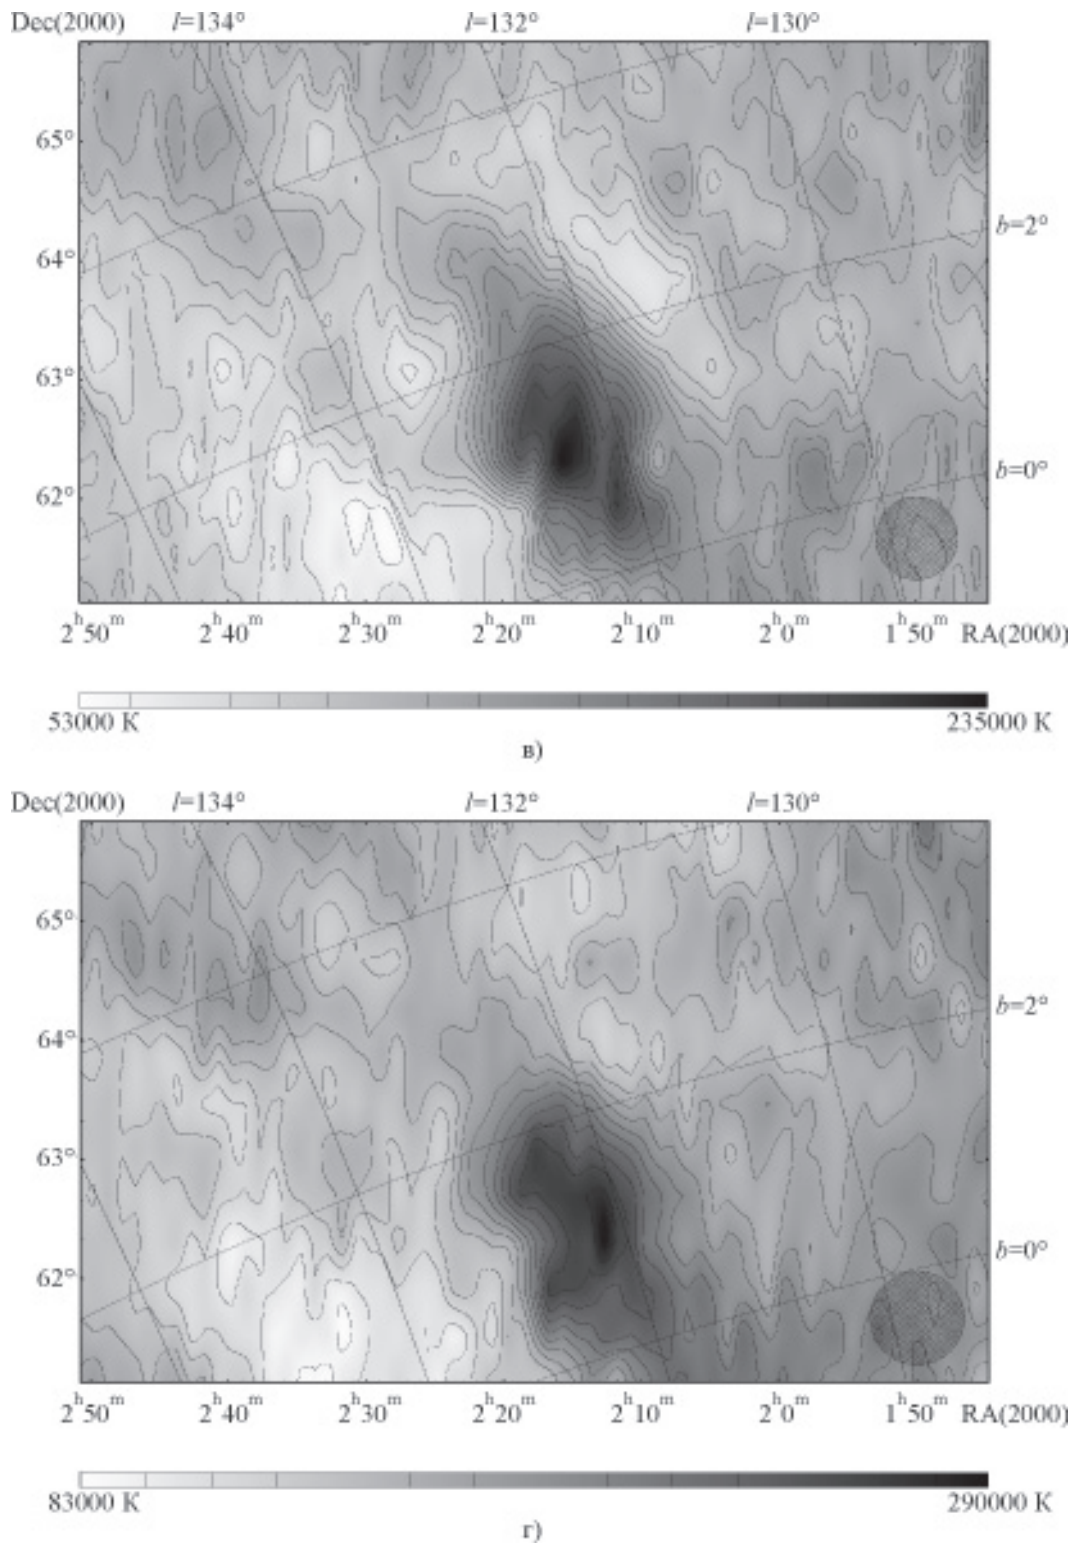 Dec(2000) l=134° l=132° l=130°
65°
b=2°
64°
63°
b=0°
62°
2ʰ50ᵐ 2ʰ40ᵐ 2ʰ30ᵐ 2ʰ20ᵐ 2ʰ10ᵐ 2ʰ0ᵐ 1ʰ50ᵐ RA(2000)
53000 К 235000 К
в)
Dec(2000) l=134° l=132° l=130°
65°
b=2°
64°
63°
b=0°
62°
2ʰ50ᵐ 2ʰ40ᵐ 2ʰ30ᵐ 2ʰ20ᵐ 2ʰ10ᵐ 2ʰ0ᵐ 1ʰ50ᵐ RA(2000)
83000 К 290000 К
г)